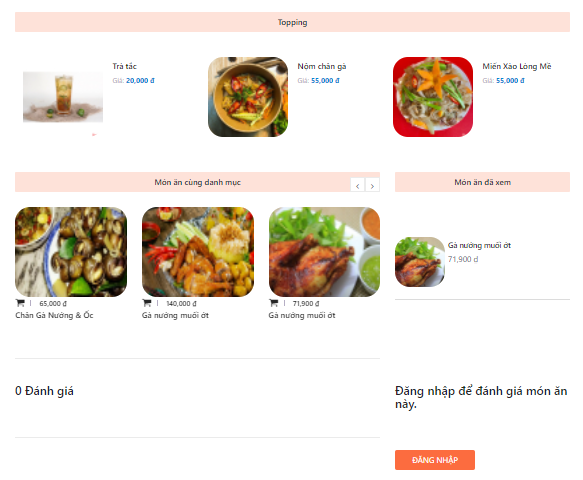 Topping
Trà tắc
Giá: 20,000 ₫
Nộm chân gà
Giá: 55,000 ₫
Miến Xào Lòng Mề
Giá: 55,000 ₫
Món ăn cùng danh mục
Món ăn đã xem
| 65,000 ₫
Chân Gà Nướng & Ốc
| 140,000 ₫
Gà nướng muối ớt
| 71,900 ₫
Gà nướng muối ớt
Gà nướng muối ớt
71,900 ₫
0 Đánh giá
Đăng nhập để đánh giá món ăn
này.
ĐĂNG NHẬP